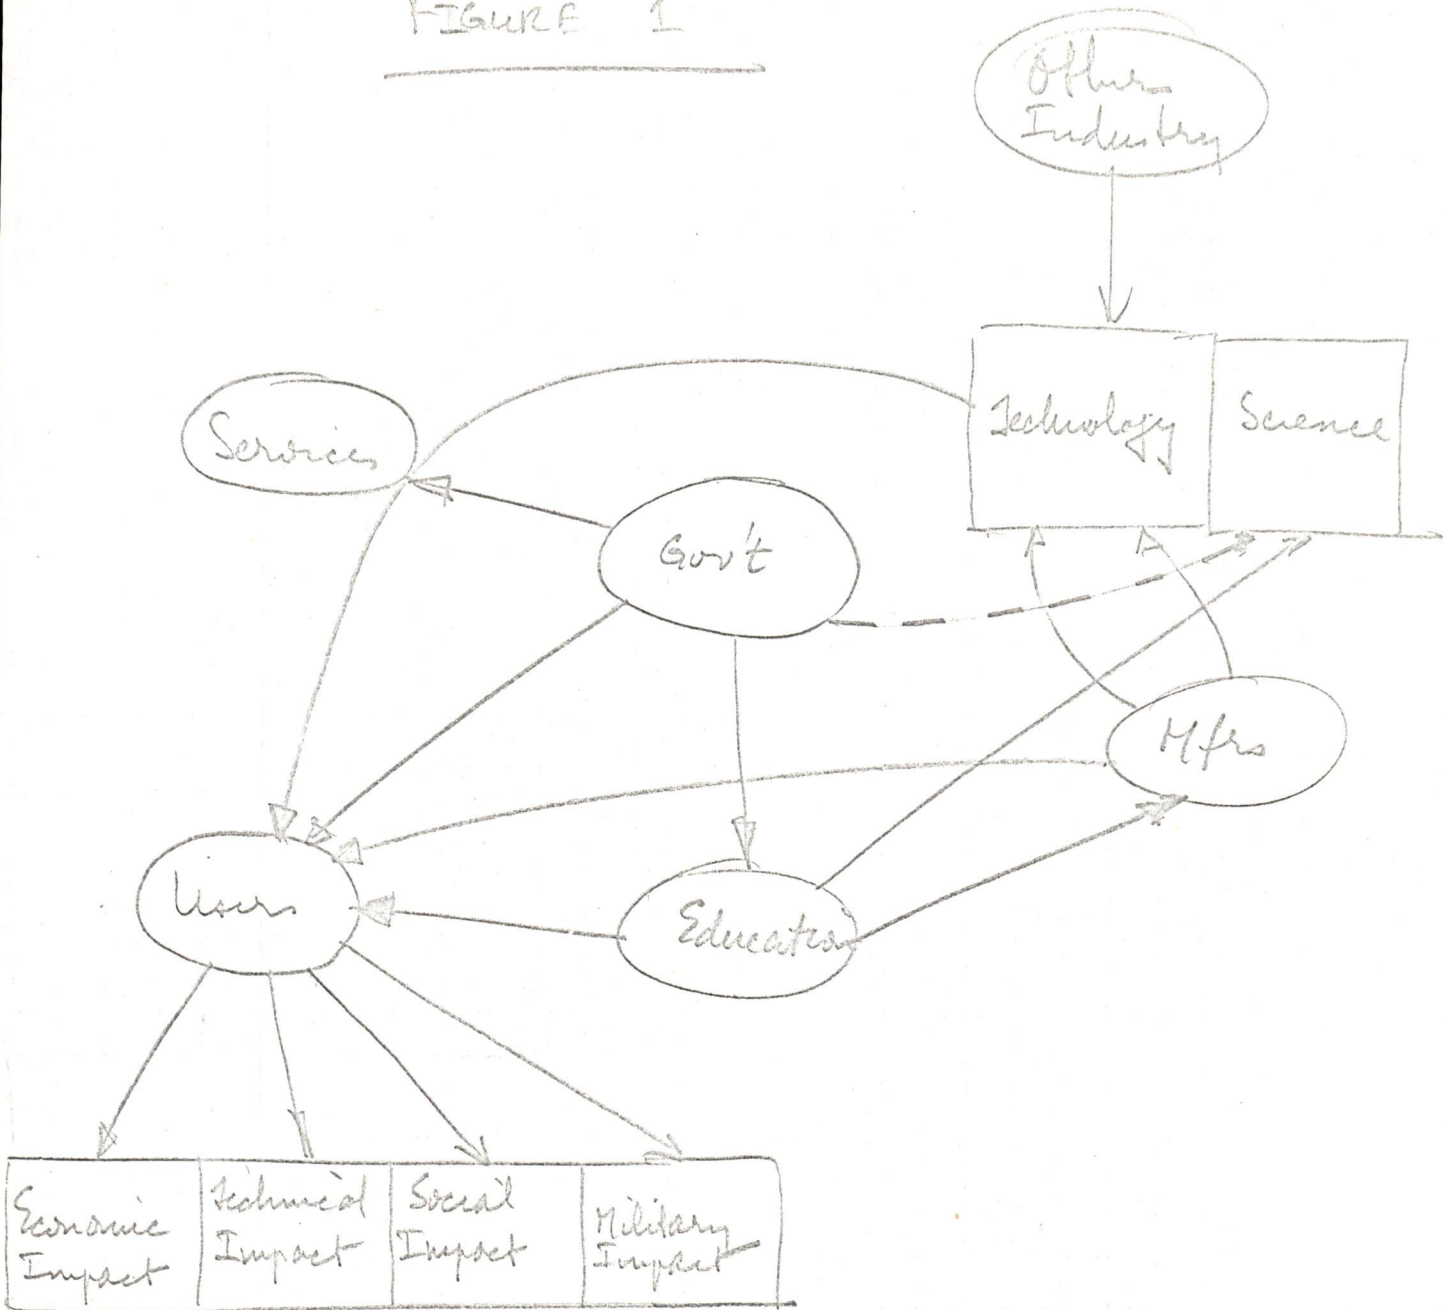 FIGURE 1
Other
Industry
Technology
Science
Services
Gov't
Mfrs
Users
Education
Economic
Impact
Technical
Impact
Social
Impact
Military
Impact